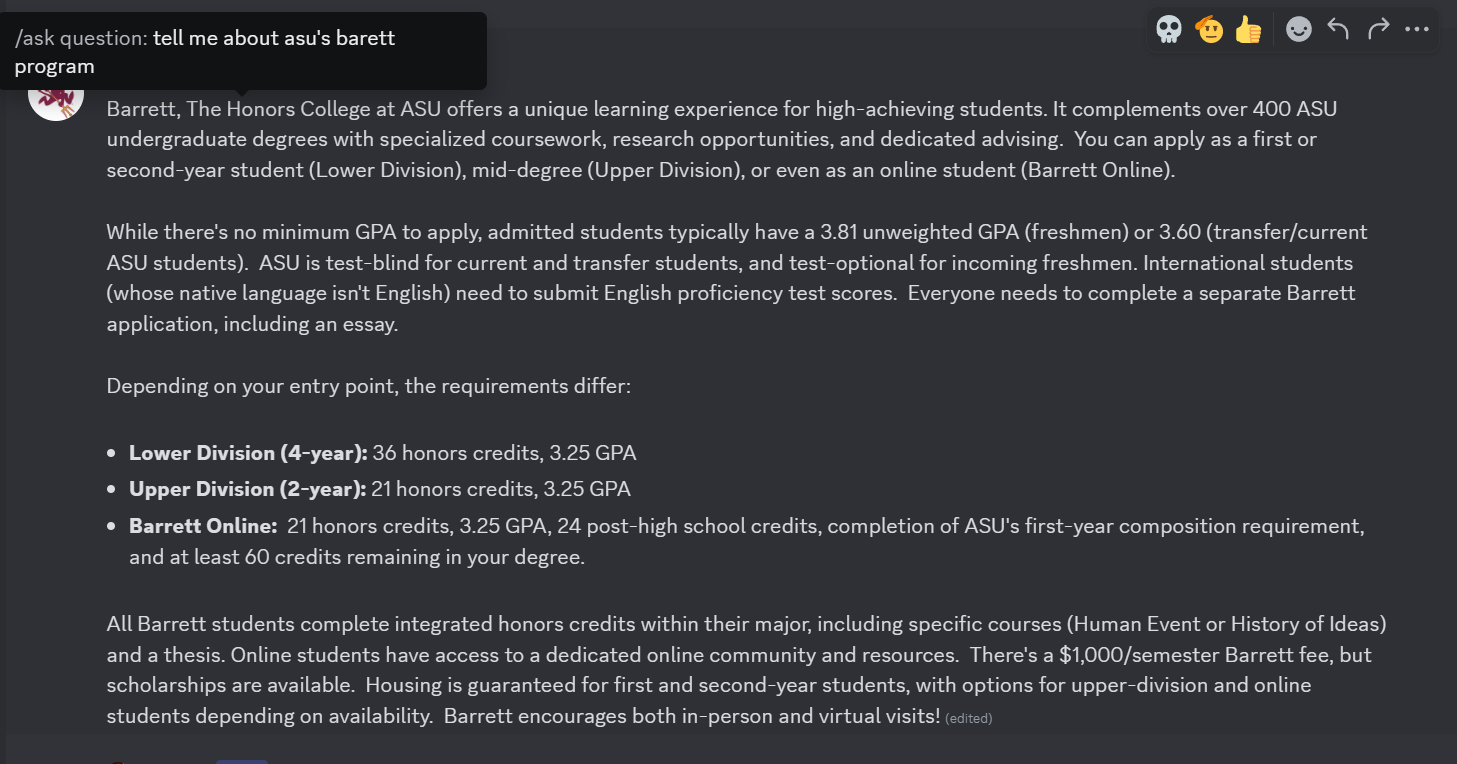 /ask question: tell me about asu's barett
program
Barrett, The Honors College at ASU offers a unique learning experience for high-achieving students. It complements over 400 ASU
undergraduate degrees with specialized coursework, research opportunities, and dedicated advising.  You can apply as a first or
second-year student (Lower Division), mid-degree (Upper Division), or even as an online student (Barrett Online).
While there's no minimum GPA to apply, admitted students typically have a 3.81 unweighted GPA (freshmen) or 3.60 (transfer/current
ASU students).  ASU is test-blind for current and transfer students, and test-optional for incoming freshmen. International students
(whose native language isn't English) need to submit English proficiency test scores.  Everyone needs to complete a separate Barrett
application, including an essay.
Depending on your entry point, the requirements differ:
• Lower Division (4-year): 36 honors credits, 3.25 GPA
• Upper Division (2-year): 21 honors credits, 3.25 GPA
• Barrett Online:  21 honors credits, 3.25 GPA, 24 post-high school credits, completion of ASU's first-year composition requirement,
and at least 60 credits remaining in your degree.
All Barrett students complete integrated honors credits within their major, including specific courses (Human Event or History of Ideas)
and a thesis. Online students have access to a dedicated online community and resources.  There's a $1,000/semester Barrett fee, but
scholarships are available.  Housing is guaranteed for first and second-year students, with options for upper-division and online
students depending on availability.  Barrett encourages both in-person and virtual visits! (edited)